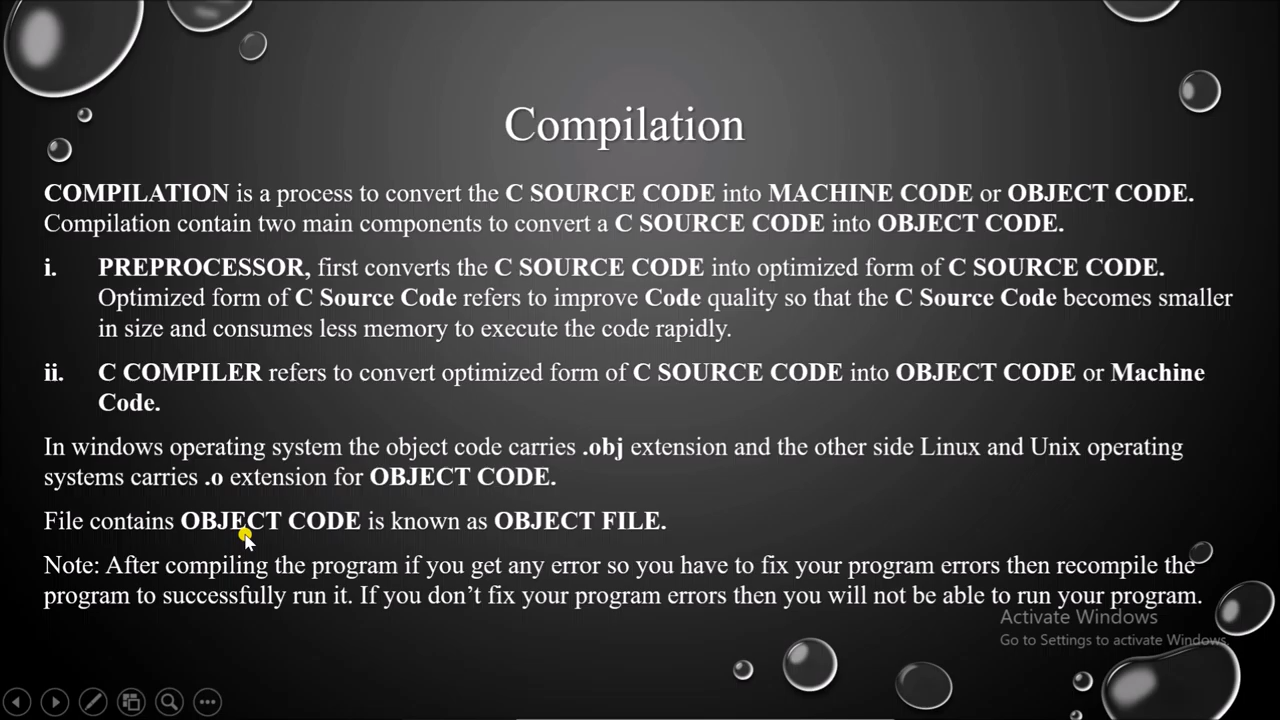 Compilation
COMPILATION is a process to convert the C SOURCE CODE into MACHINE CODE or OBJECT CODE.
Compilation contain two main components to convert a C SOURCE CODE into OBJECT CODE.
i. PREPROCESSOR, first converts the C SOURCE CODE into optimized form of C SOURCE CODE.
Optimized form of C Source Code refers to improve Code quality so that the C Source Code becomes smaller
in size and consumes less memory to execute the code rapidly.
ii. C COMPILER refers to convert optimized form of C SOURCE CODE into OBJECT CODE or Machine
Code.
In windows operating system the object code carries .obj extension and the other side Linux and Unix operating
systems carries .o extension for OBJECT CODE.
File contains OBJECT CODE is known as OBJECT FILE.
Note: After compiling the program if you get any error so you have to fix your program errors then recompile the
program to successfully run it. If you don’t fix your program errors then you will not be able to run your program.
Activate Windows
Go to Settings to activate Windows.